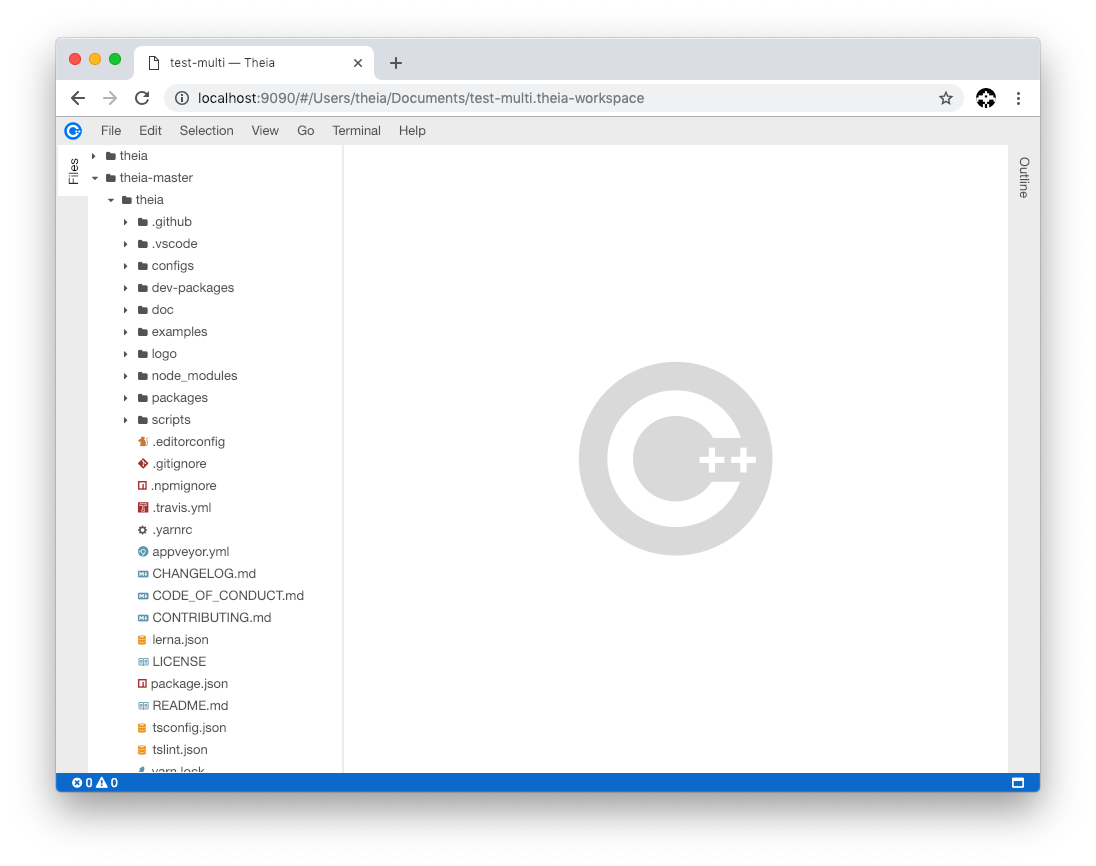 test-multi — Theia
localhost:9090/#/Users/theia/Documents/test-multi.theia-workspace
File Edit Selection View Go Terminal Help
Files
theia
theia-master
theia
.github
.vscode
configs
dev-packages
doc
examples
logo
node_modules
packages
scripts
.editorconfig
.gitignore
.npmignore
.travis.yml
.yarnrc
appveyor.yml
CHANGELOG.md
CODE_OF_CONDUCT.md
CONTRIBUTING.md
lerna.json
LICENSE
package.json
README.md
tsconfig.json
tslint.json
yarn.lock
C++
Outline
0 0